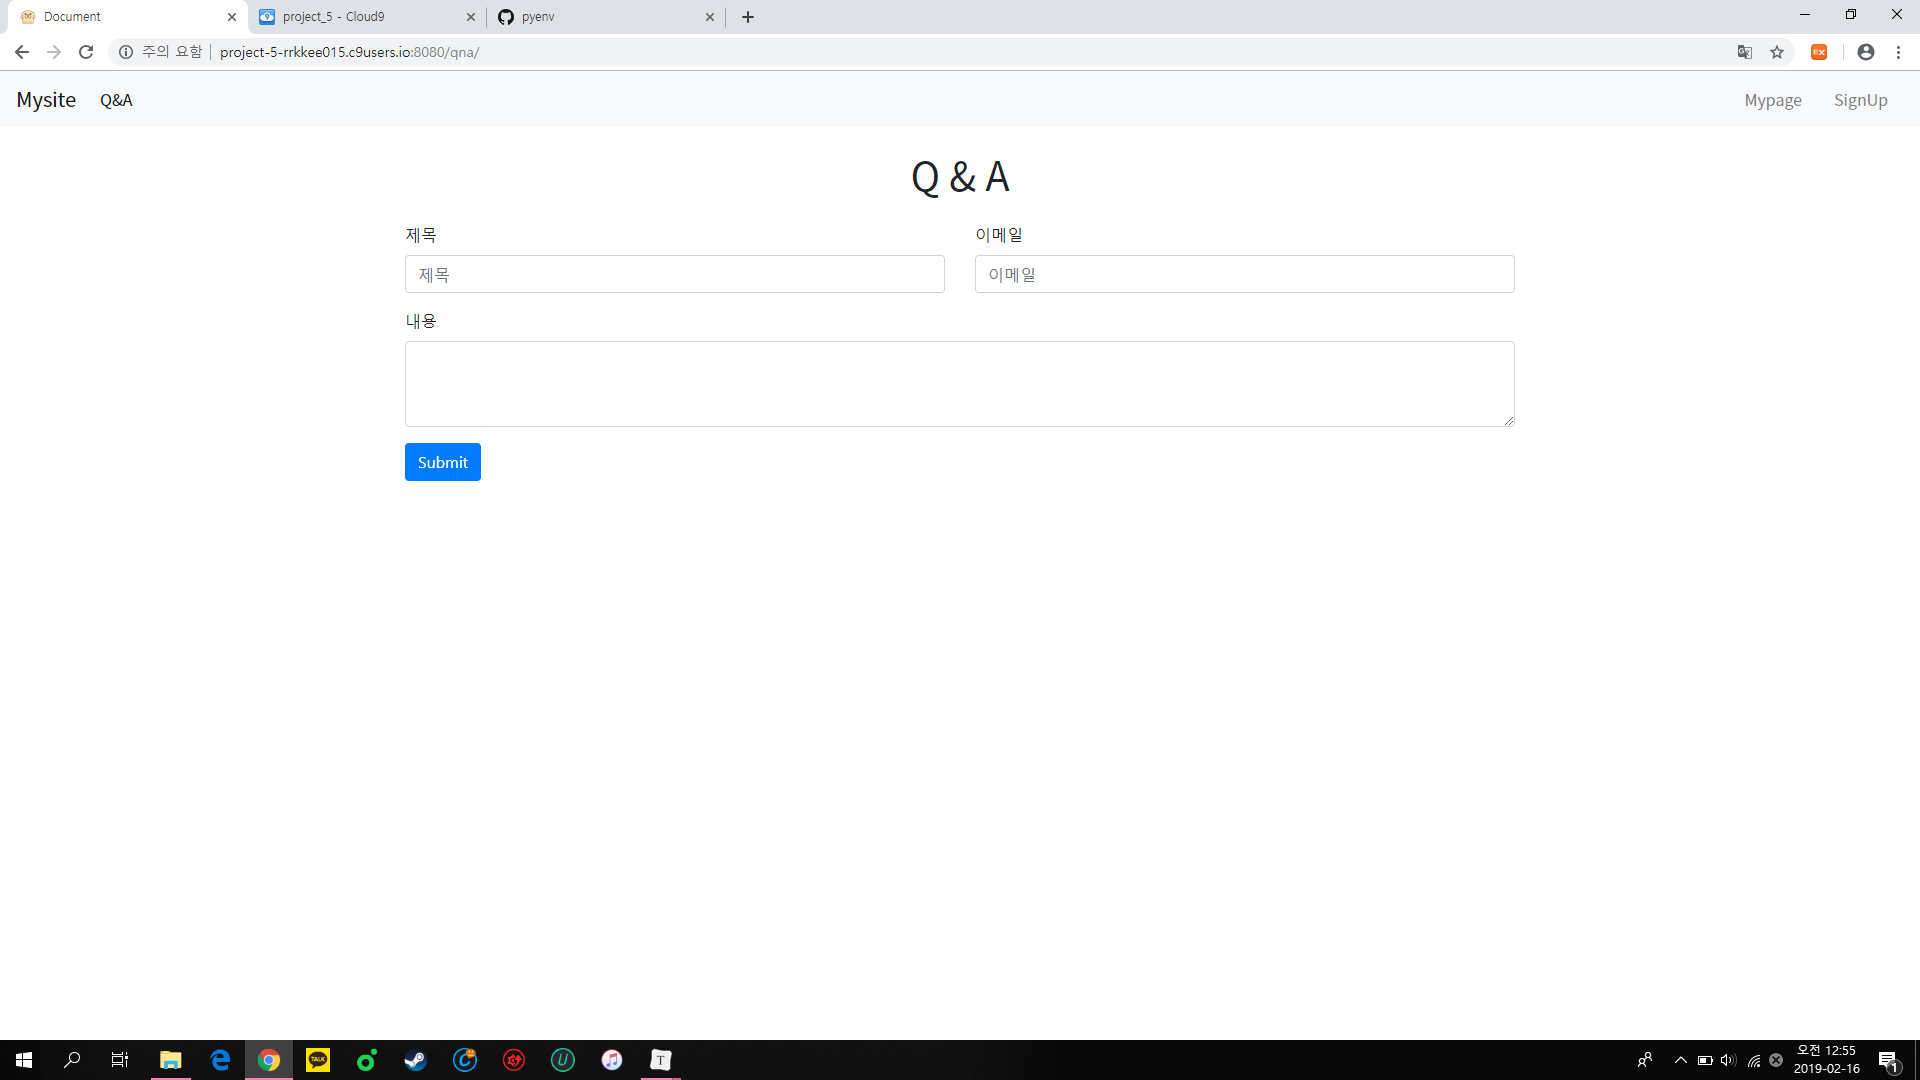 Document
project_5 - Cloud9
pyenv
주의 요함
project-5-rrkkee015.c9users.io:8080/qna/
EX
Mysite
Q&A
Mypage
SignUp
Q & A
제목
이메일
제목
이메일
내용
Submit
TALK
T
오전 12:55
2019-02-16
1